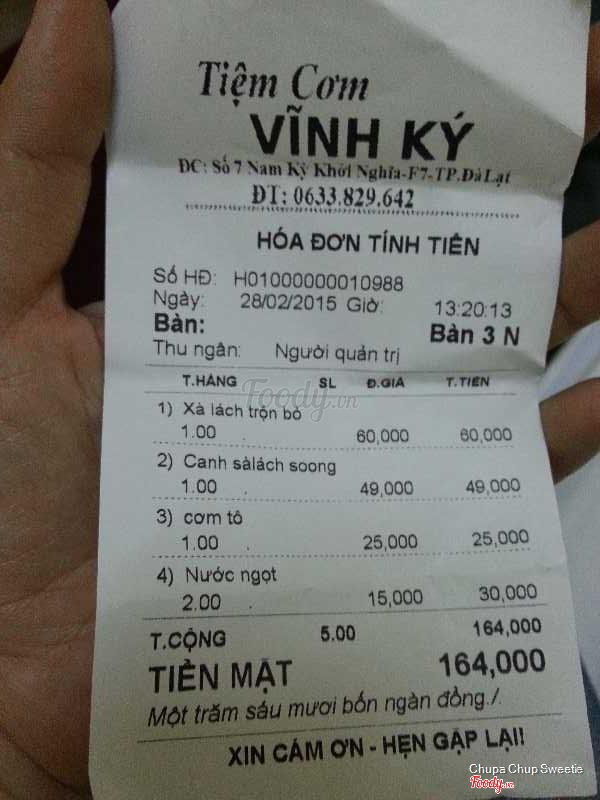 Tiệm Cơm
VĨNH KÝ
ĐC: Số 7 Nam Kỳ Khởi Nghĩa-F7-TP.Đà Lạt
ĐT: 0633.829.642
HÓA ĐƠN TÍNH TIỀN
Số HĐ: H01000000010988
Ngày: 28/02/2015 Giờ: 13:20:13
Bàn: Bàn 3 N
Thu ngân: Người quản trị
T.HÀNG SL Đ.GIÁ T.TIỀN
Foody.vn
1) Xà lách trộn bò
1.00 60,000 60,000
2) Canh sàlách soong
1.00 49,000 49,000
3) cơm tô
1.00 25,000 25,000
4) Nước ngọt
2.00 15,000 30,000
T.CỘNG 5.00 164,000
TIỀN MẶT 164,000
Một trăm sáu mươi bốn ngàn đồng./.
XIN CÁM ƠN - HẸN GẶP LẠI!
Chupa Chup Sweetie
Foody.vn